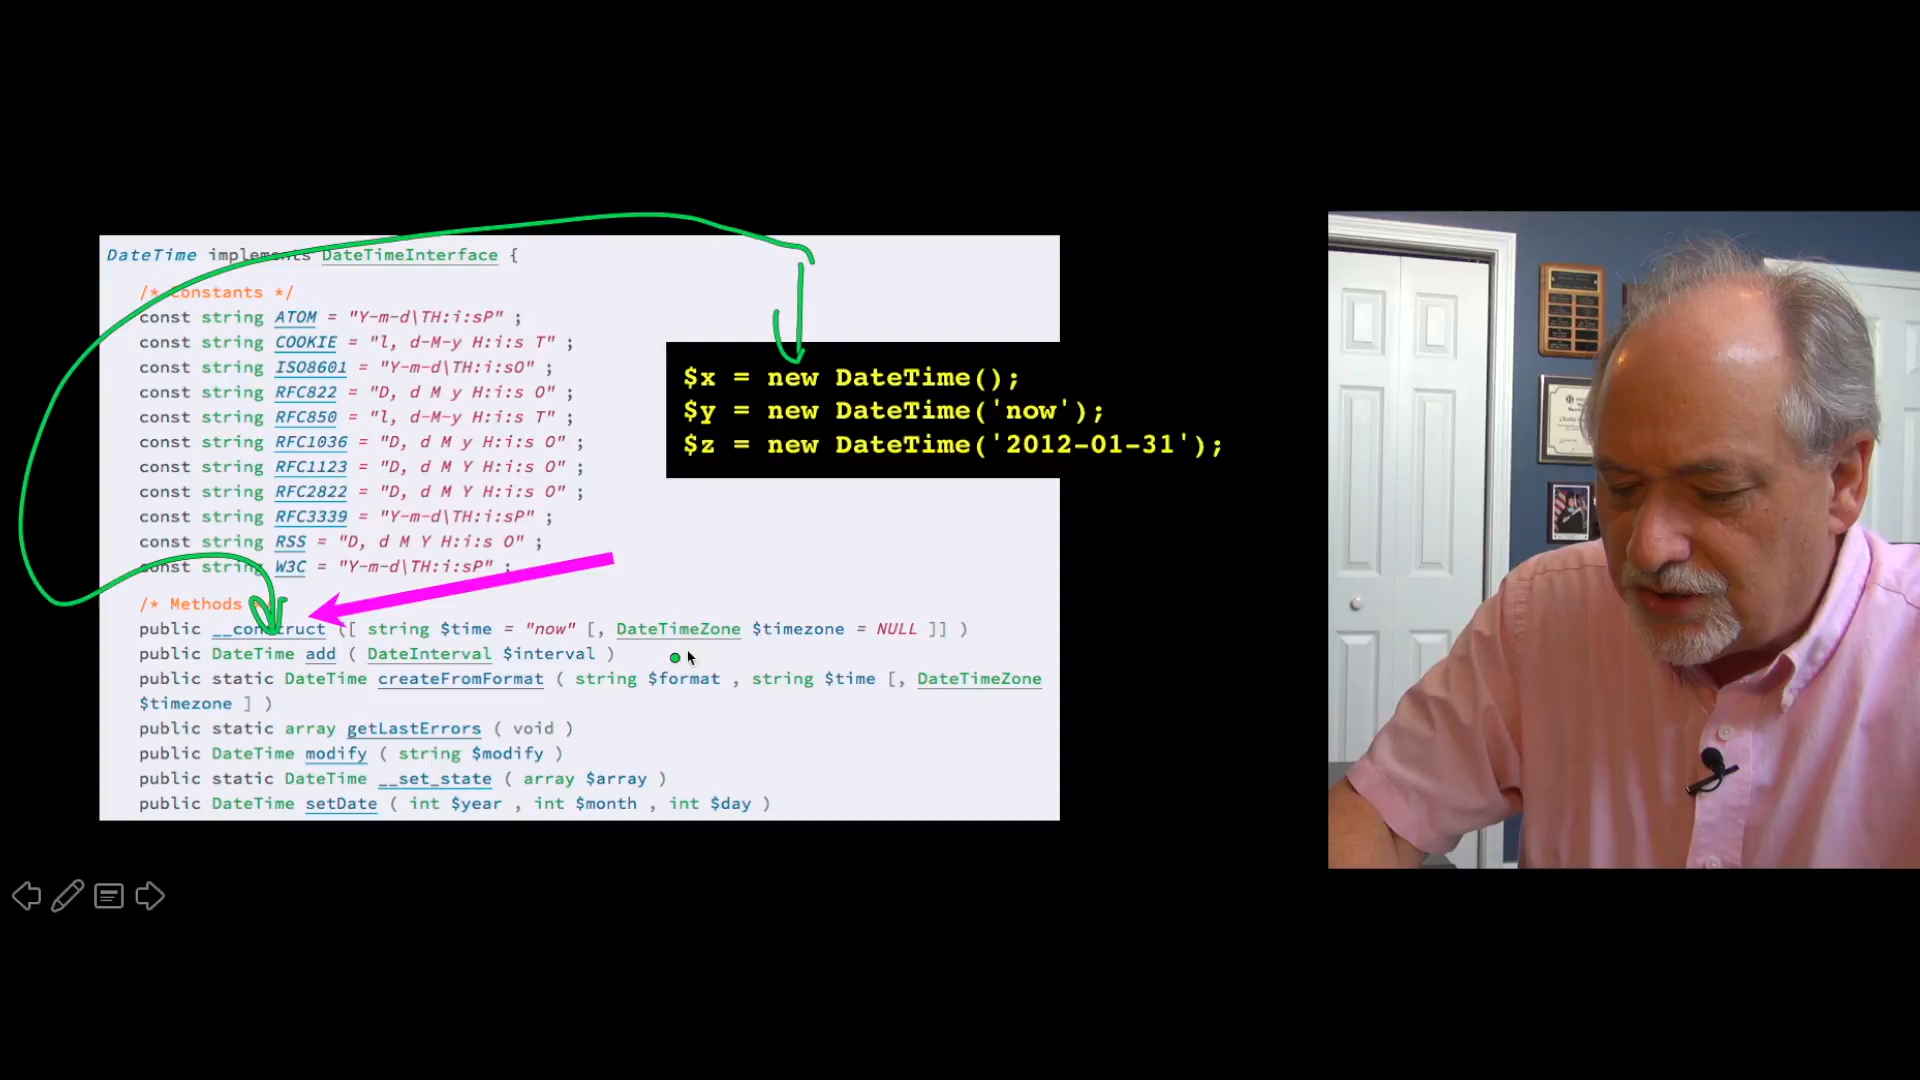 DateTime implements DateTimeInterface {
/* Constants */
const string ATOM = "Y-m-d\TH:i:sP" ;
const string COOKIE = "l, d-M-y H:i:s T" ;
const string ISO8601 = "Y-m-d\TH:i:sO" ;
const string RFC822 = "D, d M y H:i:s O" ;
const string RFC850 = "l, d-M-y H:i:s T" ;
const string RFC1036 = "D, d M y H:i:s O" ;
const string RFC1123 = "D, d M Y H:i:s O" ;
const string RFC2822 = "D, d M Y H:i:s O" ;
const string RFC3339 = "Y-m-d\TH:i:sP" ;
const string RSS = "D, d M Y H:i:s O" ;
const string W3C = "Y-m-d\TH:i:sP" ;
/* Methods */
public __construct ([ string $time = "now" [, DateTimeZone $timezone = NULL ]] )
public DateTime add ( DateInterval $interval )
public static DateTime createFromFormat ( string $format , string $time [, DateTimeZone
$timezone ] )
public static array getLastErrors ( void )
public DateTime modify ( string $modify )
public static DateTime __set_state ( array $array )
public DateTime setDate ( int $year , int $month , int $day )
$x = new DateTime();
$y = new DateTime('now');
$z = new DateTime('2012-01-31');